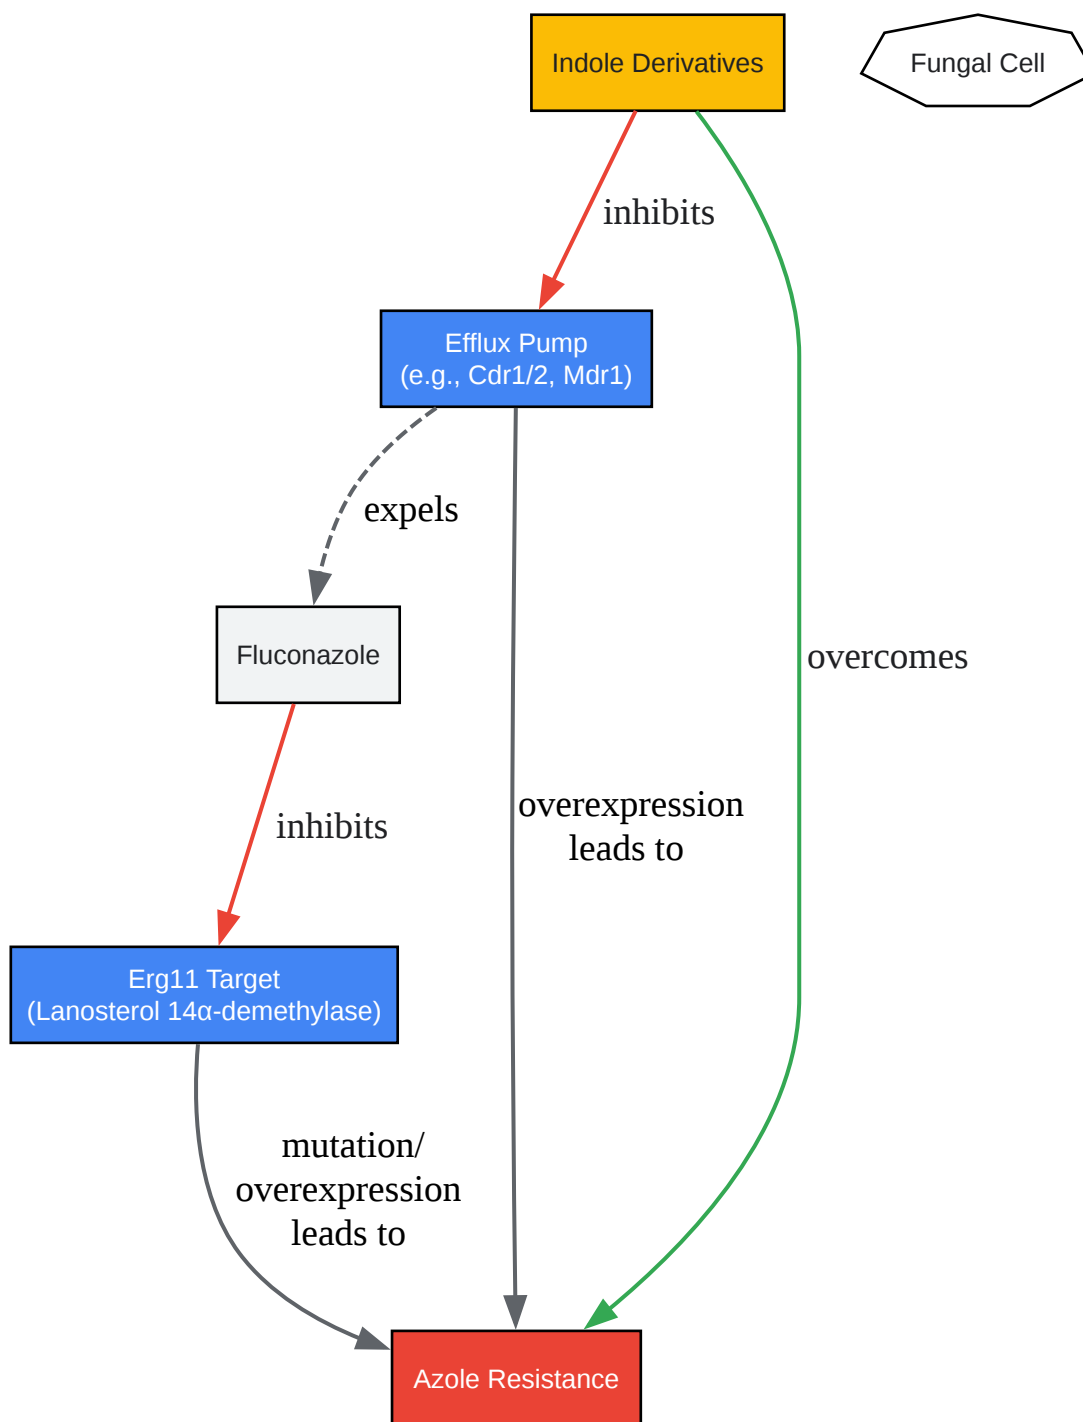 Indole Derivatives
Fungal Cell
inhibits
Efflux Pump
(e.g., Cdr1/2, Mdr1)
expels
Fluconazole
overcomes
inhibits
overexpression
leads to
Erg11 Target
(Lanosterol 14α-demethylase)
mutation/
overexpression
leads to
Azole Resistance